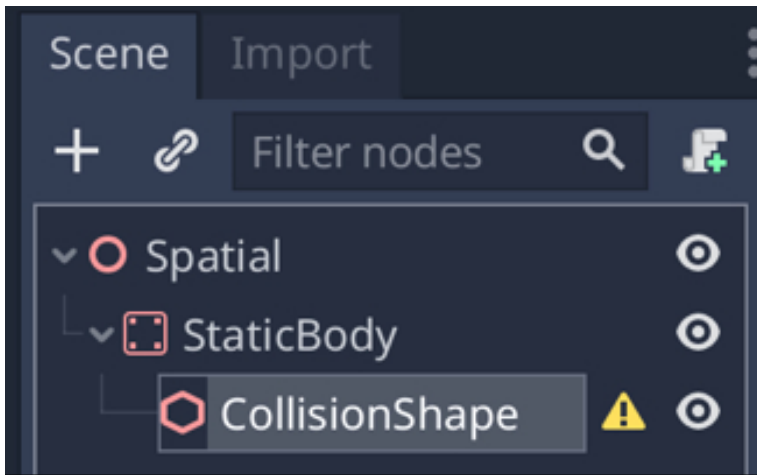 Scene Import
Filter nodes
Spatial
StaticBody
CollisionShape